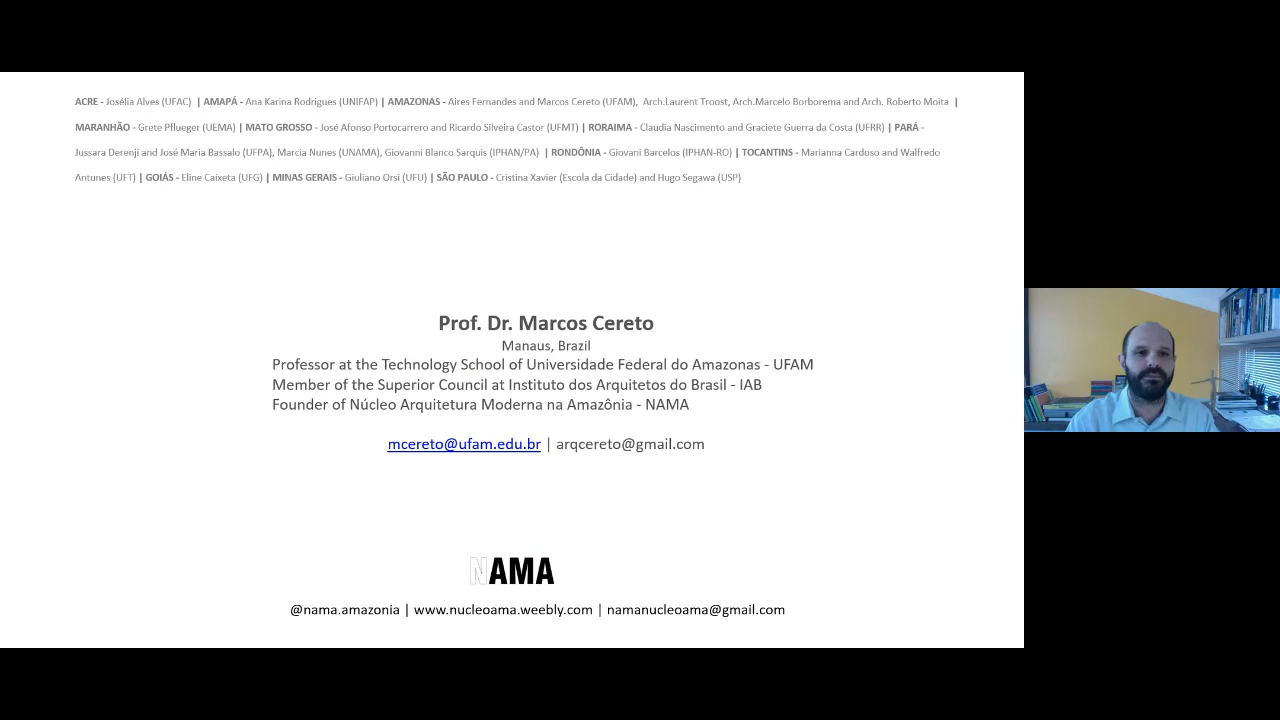 ACRE - Josélia Alves (UFAC) | AMAPÁ - Ana Karina Rodrigues (UNIFAP) | AMAZONAS - Aires Fernandes and Marcos Cereto (UFAM), Arch.Laurent Troost, Arch.Marcelo Borborema and Arch. Roberto Moita |
MARANHÃO - Grete Pflueger (UEMA) | MATO GROSSO - José Afonso Portocarrero and Ricardo Silveira Castor (UFMT) | RORAIMA - Claudia Nascimento and Graciete Guerra da Costa (UFRR) | PARÁ -
Jussara Derenji and José Maria Bassalo (UFPA), Marcia Nunes (UNAMA), Giovanni Blanco Sarquis (IPHAN/PA) | RONDÔNIA - Giovani Barcelos (IPHAN-RO) | TOCANTINS - Marianna Cardoso and Walfredo
Antunes (UFT) | GOIÁS - Eline Caixeta (UFG) | MINAS GERAIS - Giuliano Orsi (UFU) | SÃO PAULO - Cristina Xavier (Escola da Cidade) and Hugo Segawa (USP)
Prof. Dr. Marcos Cereto
Manaus, Brazil
Professor at the Technology School of Universidade Federal do Amazonas - UFAM
Member of the Superior Council at Instituto dos Arquitetos do Brasil - IAB
Founder of Núcleo Arquitetura Moderna na Amazônia - NAMA
mcereto@ufam.edu.br | arqcereto@gmail.com
NAMA
@nama.amazonia | www.nucleoama.weebly.com | namanucleoama@gmail.com